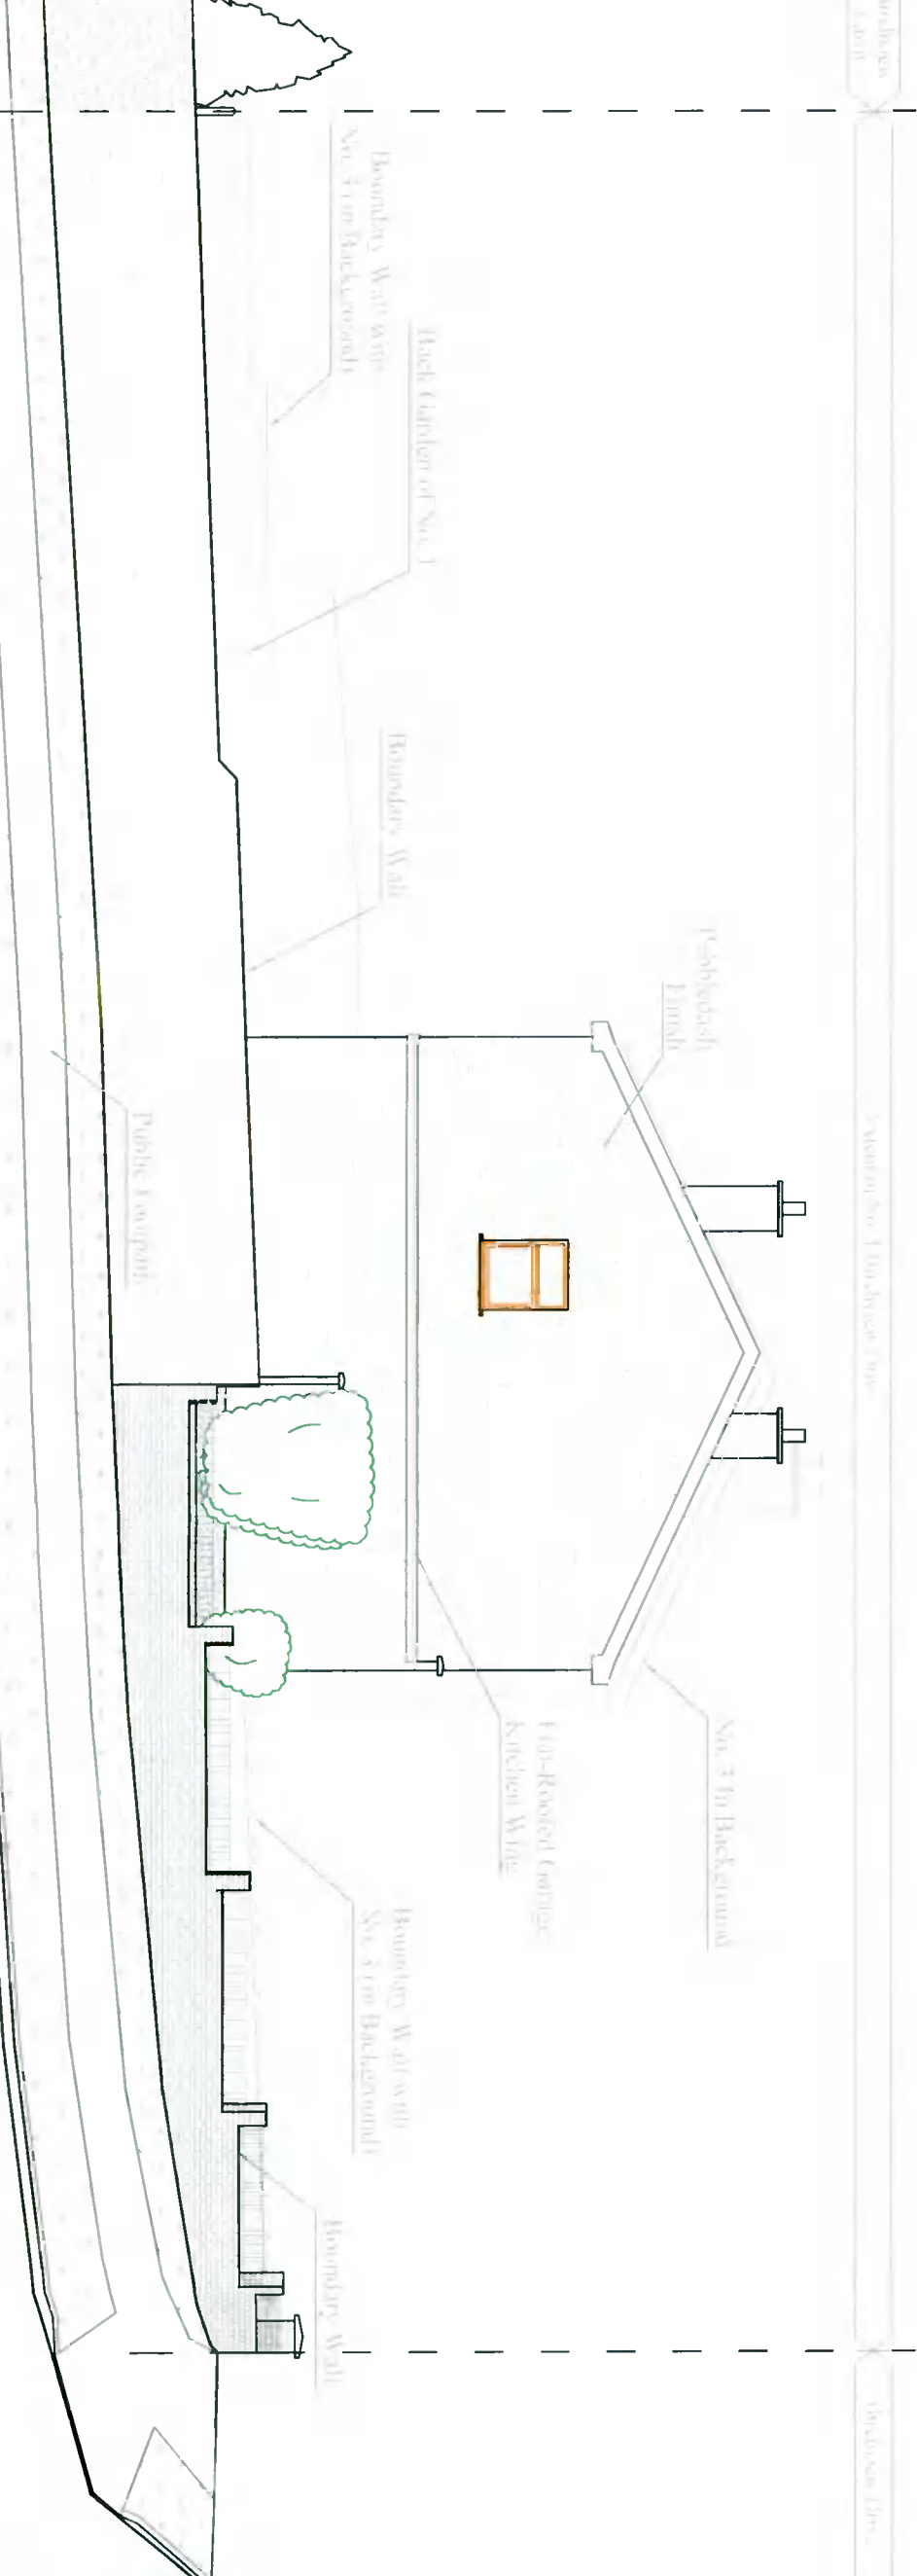 Boundary Wall with
No. 3 in Background
Back Garden of No. 1
Boundary Wall
Pebbledash
Finish
Public Footpath
No. 3 In Background
Flat-Roofed Garage
Kitchen Wing
Boundary Wall with
No. 3 in Background
Boundary Wall